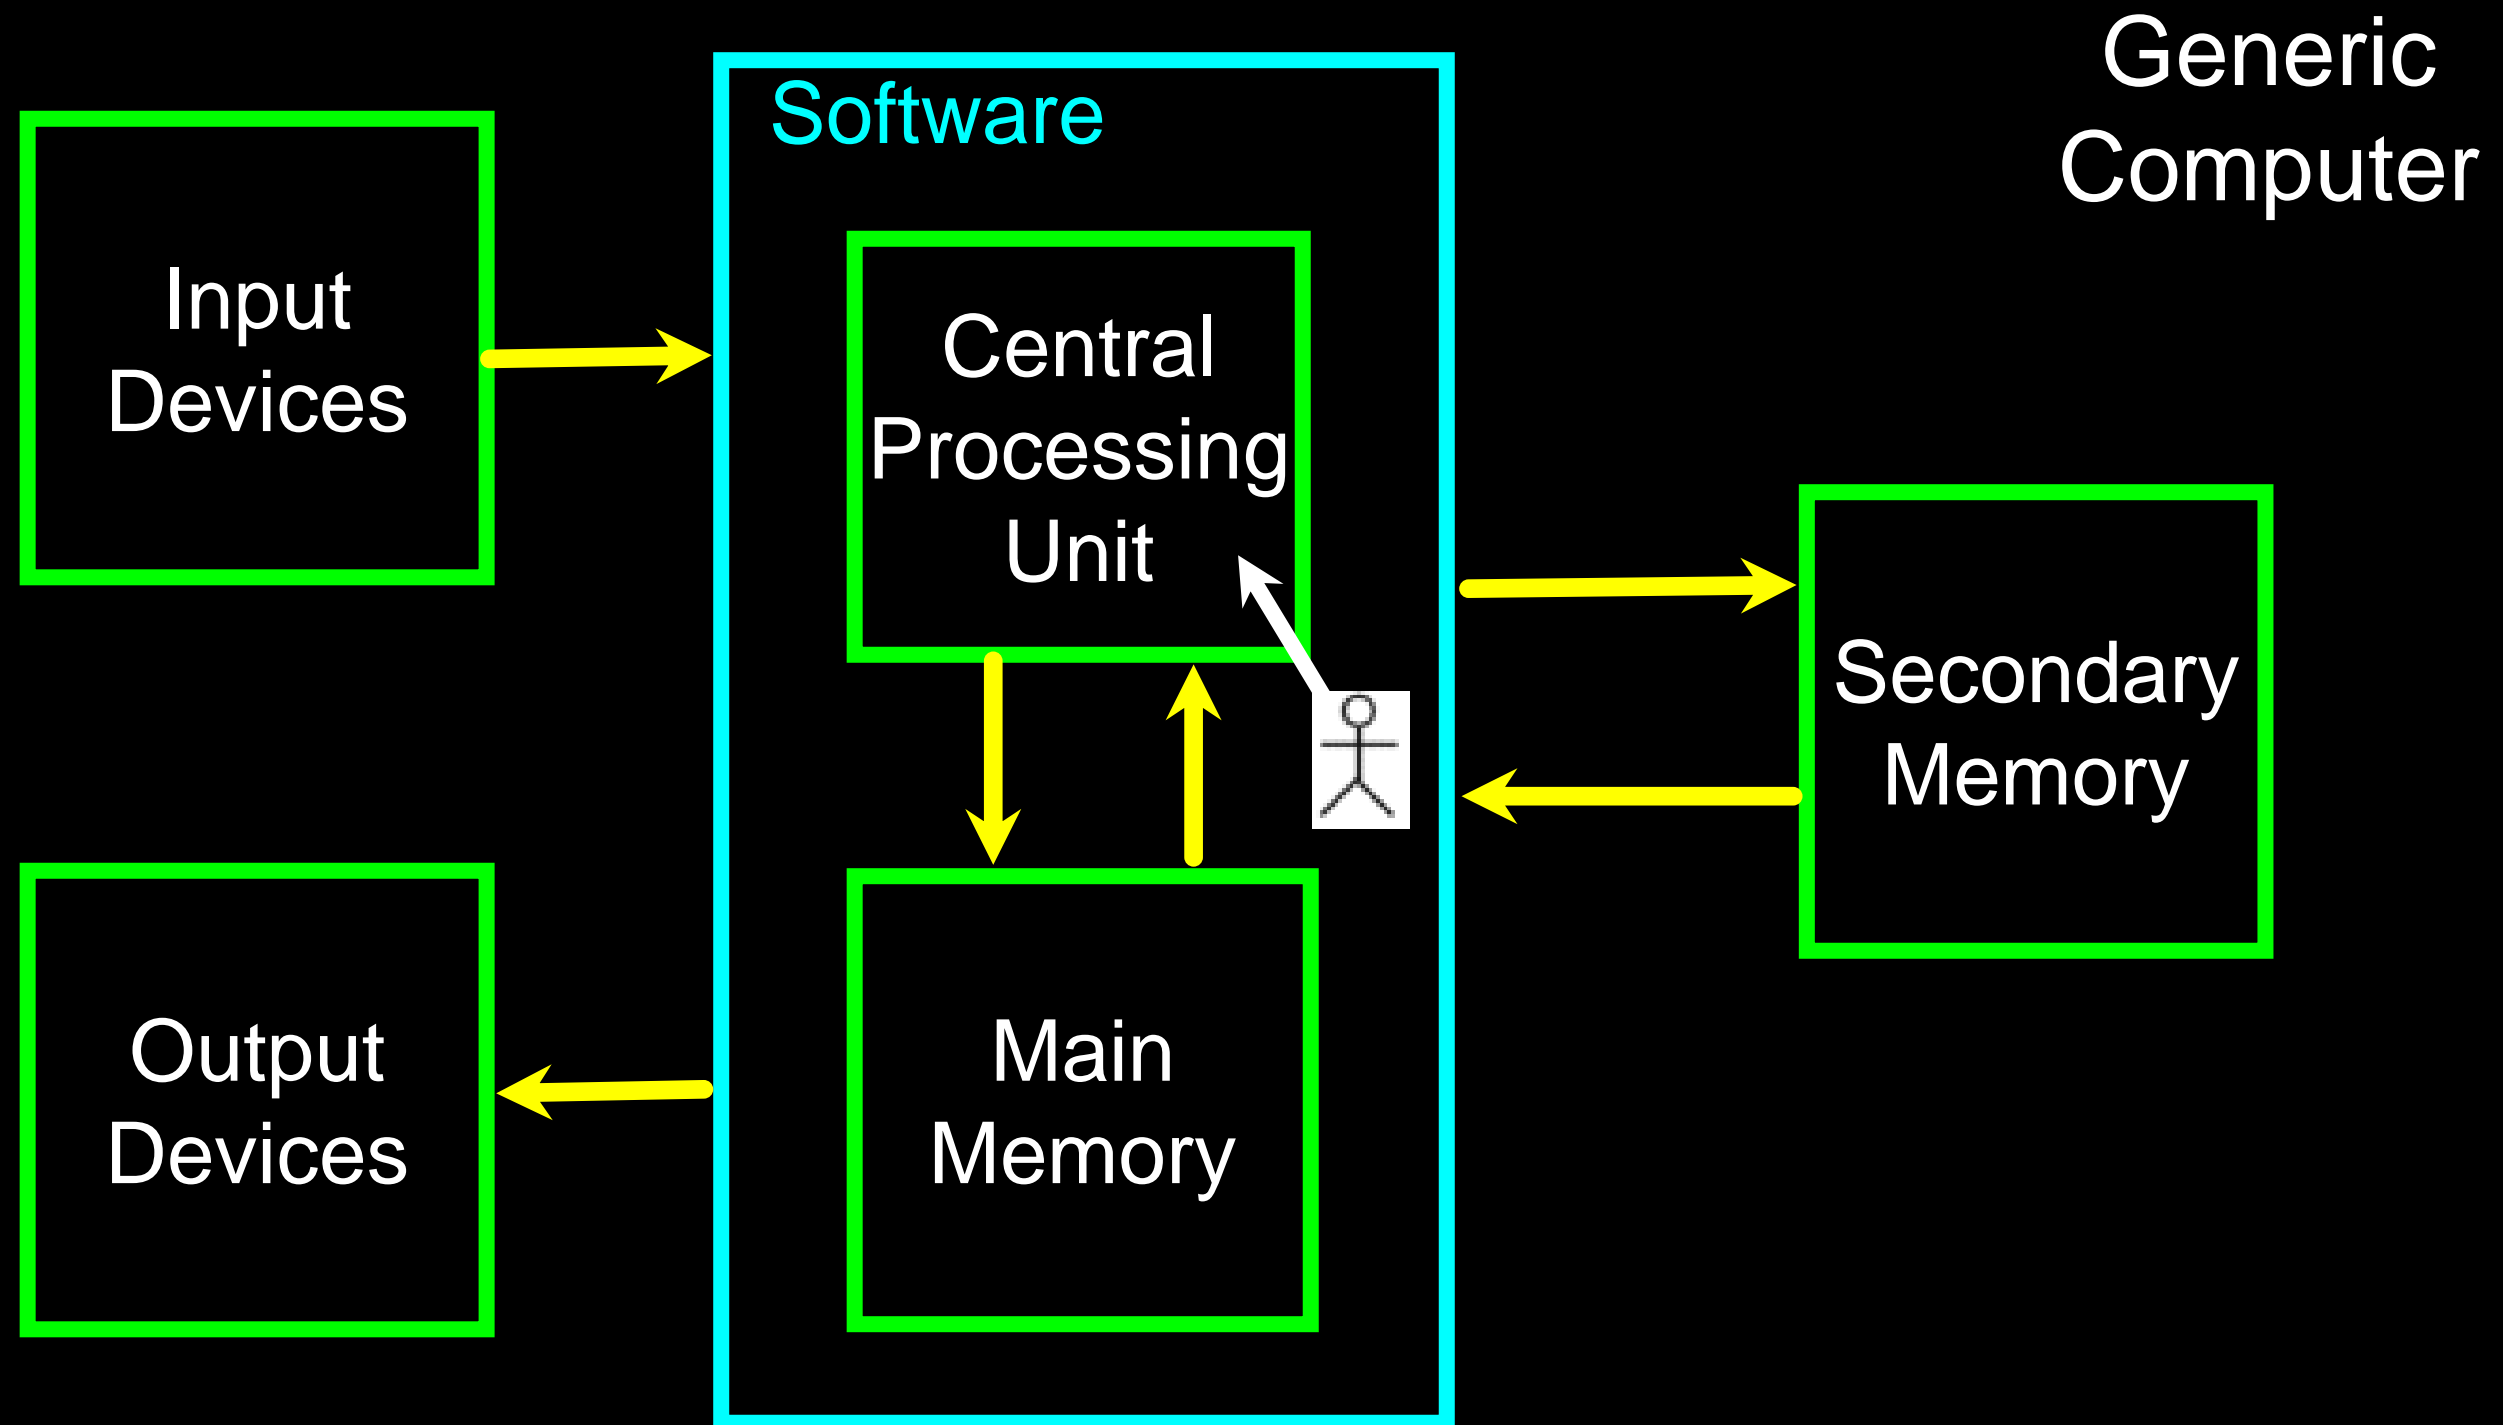 Generic
Computer
Software
Input
Devices
Central
Processing
Unit
Secondary
Memory
Output
Devices
Main
Memory